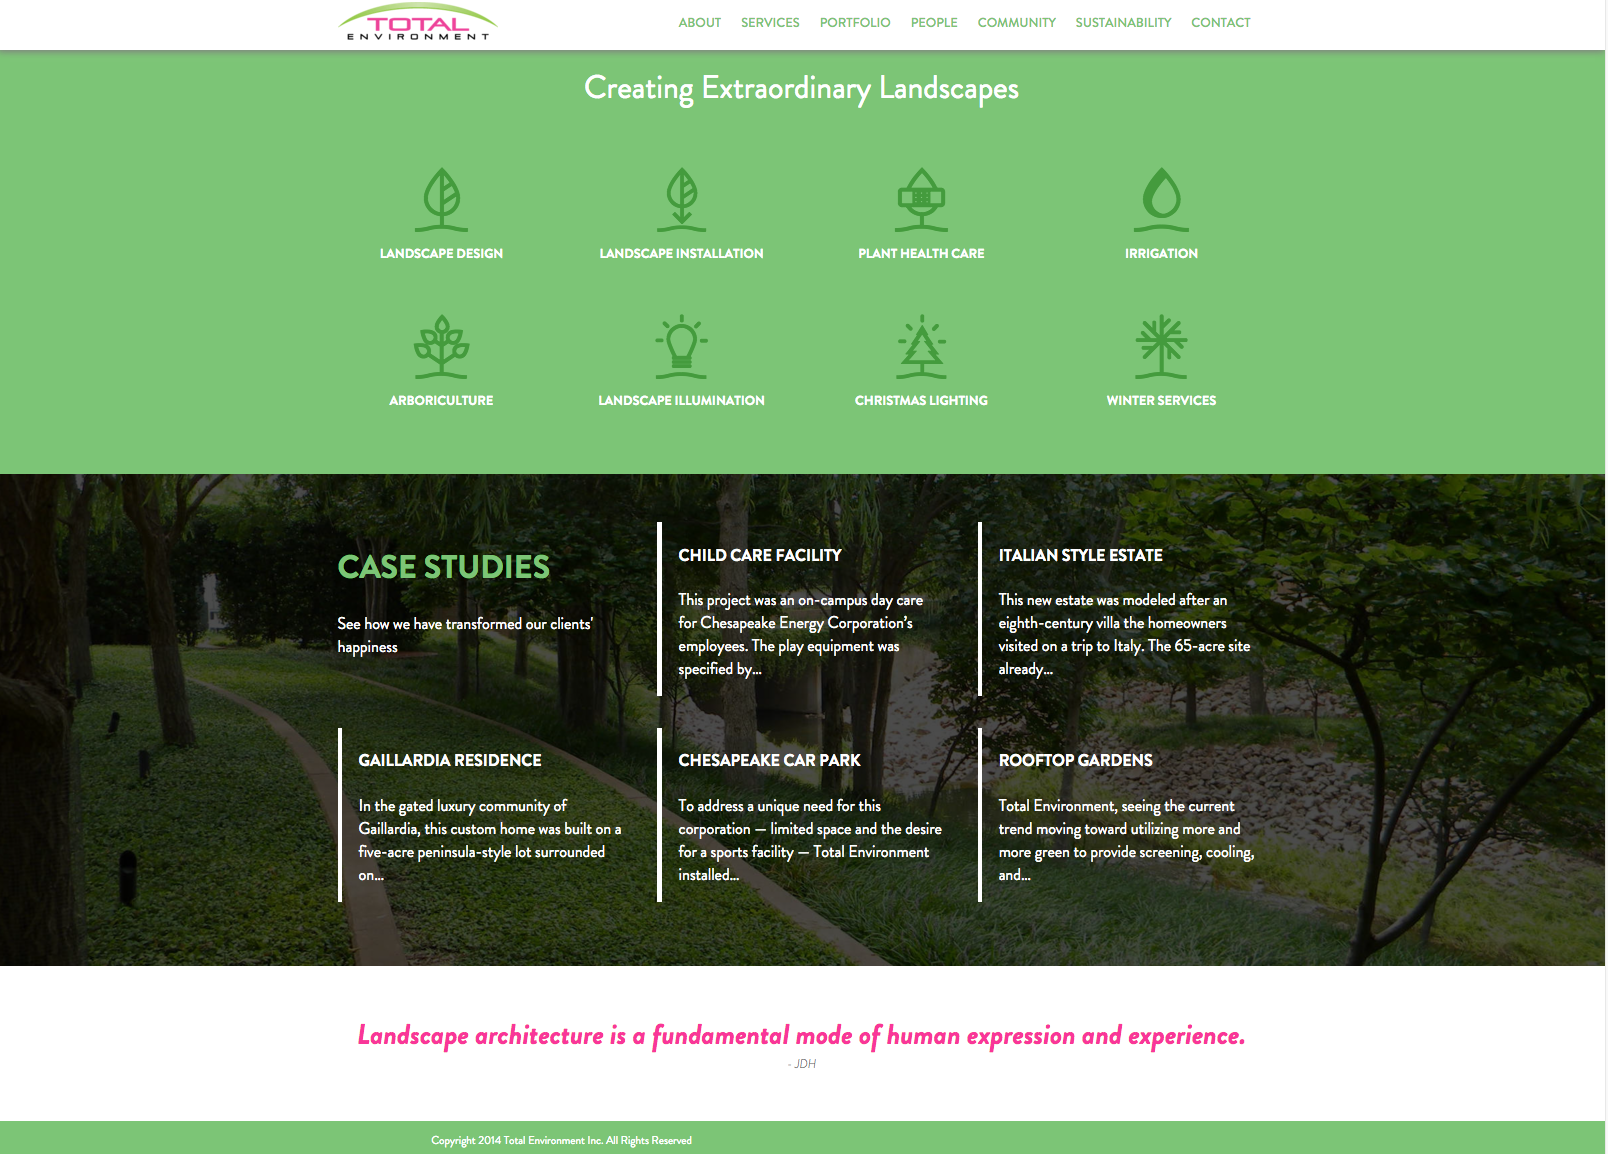 TOTAL
ENVIRONMENT
ABOUT SERVICES PORTFOLIO PEOPLE COMMUNITY SUSTAINABILITY CONTACT
Creating Extraordinary Landscapes
LANDSCAPE DESIGN
LANDSCAPE INSTALLATION
PLANT HEALTH CARE
IRRIGATION
ARBORICULTURE
LANDSCAPE ILLUMINATION
CHRISTMAS LIGHTING
WINTER SERVICES
CASE STUDIES
See how we have transformed our clients'
happiness
CHILD CARE FACILITY
This project was an on-campus day care
for Chesapeake Energy Corporation’s
employees. The play equipment was
specified by...
ITALIAN STYLE ESTATE
This new estate was modeled after an
eighth-century villa the homeowners
visited on a trip to Italy. The 65-acre site
already...
GAILLARDIA RESIDENCE
In the gated luxury community of
Gaillardia, this custom home was built on a
five-acre peninsula-style lot surrounded
on...
CHESAPEAKE CAR PARK
To address a unique need for this
corporation — limited space and the desire
for a sports facility — Total Environment
installed...
ROOFTOP GARDENS
Total Environment, seeing the current
trend moving toward utilizing more and
more green to provide screening, cooling,
and...
Landscape architecture is a fundamental mode of human expression and experience.
- JDH
Copyright 2014 Total Environment Inc. All Rights Reserved